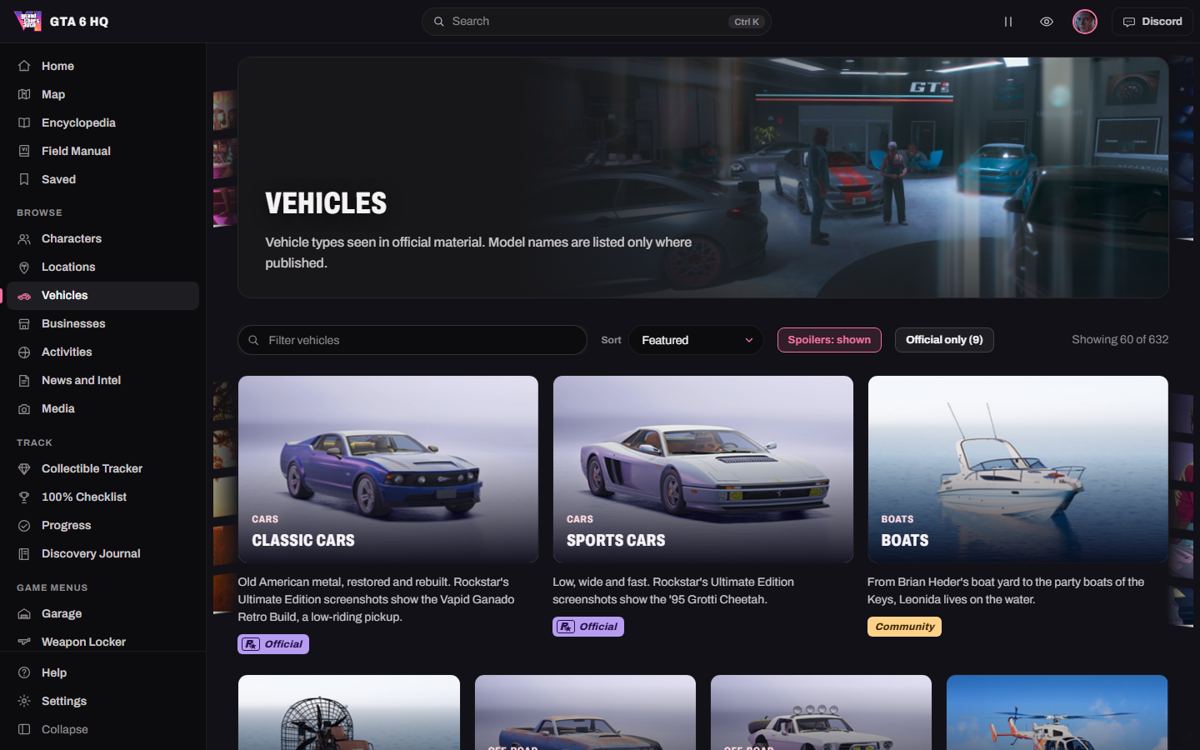 GTA 6 HQ
Search
Ctrl K
Discord
Home
Map
Encyclopedia
Field Manual
Saved
BROWSE
Characters
Locations
Vehicles
Businesses
Activities
News and Intel
Media
TRACK
Collectible Tracker
100% Checklist
Progress
Discovery Journal
GAME MENUS
Garage
Weapon Locker
Help
Settings
Collapse
VEHICLES
Vehicle types seen in official material. Model names are listed only where
published.
Filter vehicles
Sort
Featured
Spoilers: shown
Official only (9)
Showing 60 of 632
CARS
CLASSIC CARS
Old American metal, restored and rebuilt. Rockstar's
Ultimate Edition screenshots show the Vapid Ganado
Retro Build, a low-riding pickup.
Official
CARS
SPORTS CARS
Low, wide and fast. Rockstar's Ultimate Edition
screenshots show the '95 Grotti Cheetah.
Official
BOATS
BOATS
From Brian Heder's boat yard to the party boats of the
Keys, Leonida lives on the water.
Community